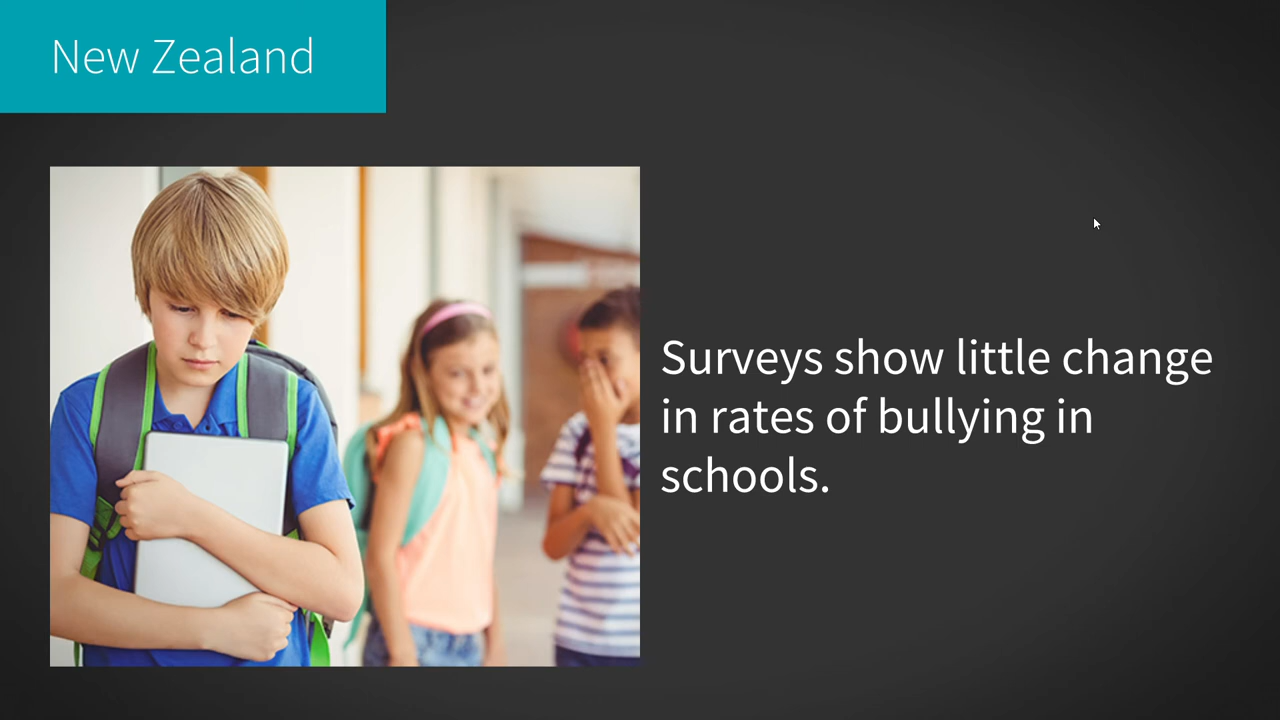 New Zealand
Surveys show little change
in rates of bullying in
schools.